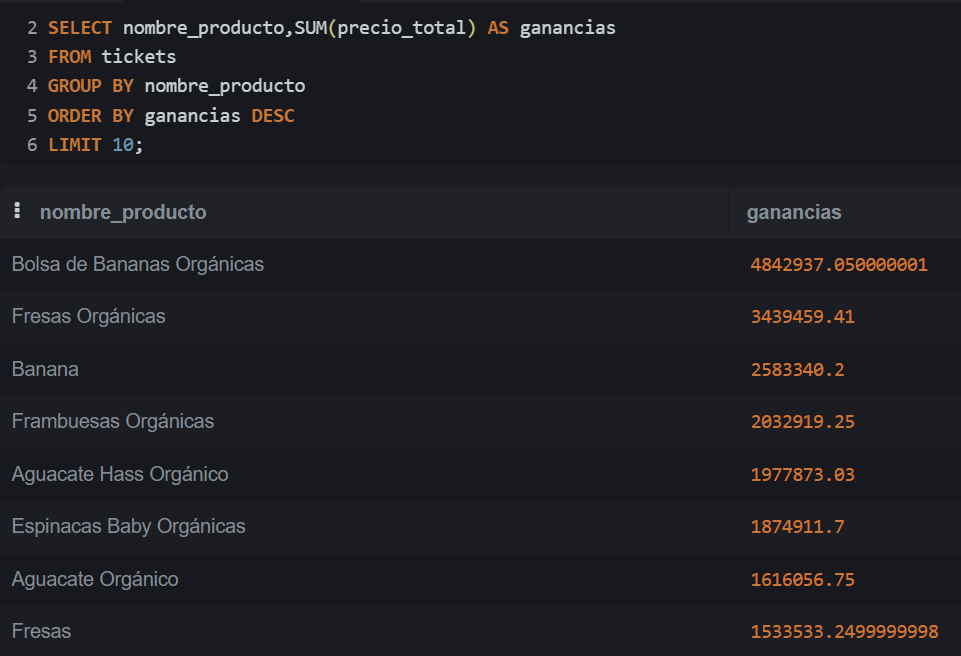 2 SELECT nombre_producto,SUM(precio_total) AS ganancias
3 FROM tickets
4 GROUP BY nombre_producto
5 ORDER BY ganancias DESC
6 LIMIT 10;
nombre_producto ganancias
Bolsa de Bananas Orgánicas 4842937.050000001
Fresas Orgánicas 3439459.41
Banana 2583340.2
Frambuesas Orgánicas 2032919.25
Aguacate Hass Orgánico 1977873.03
Espinacas Baby Orgánicas 1874911.7
Aguacate Orgánico 1616056.75
Fresas 1533533.2499999998